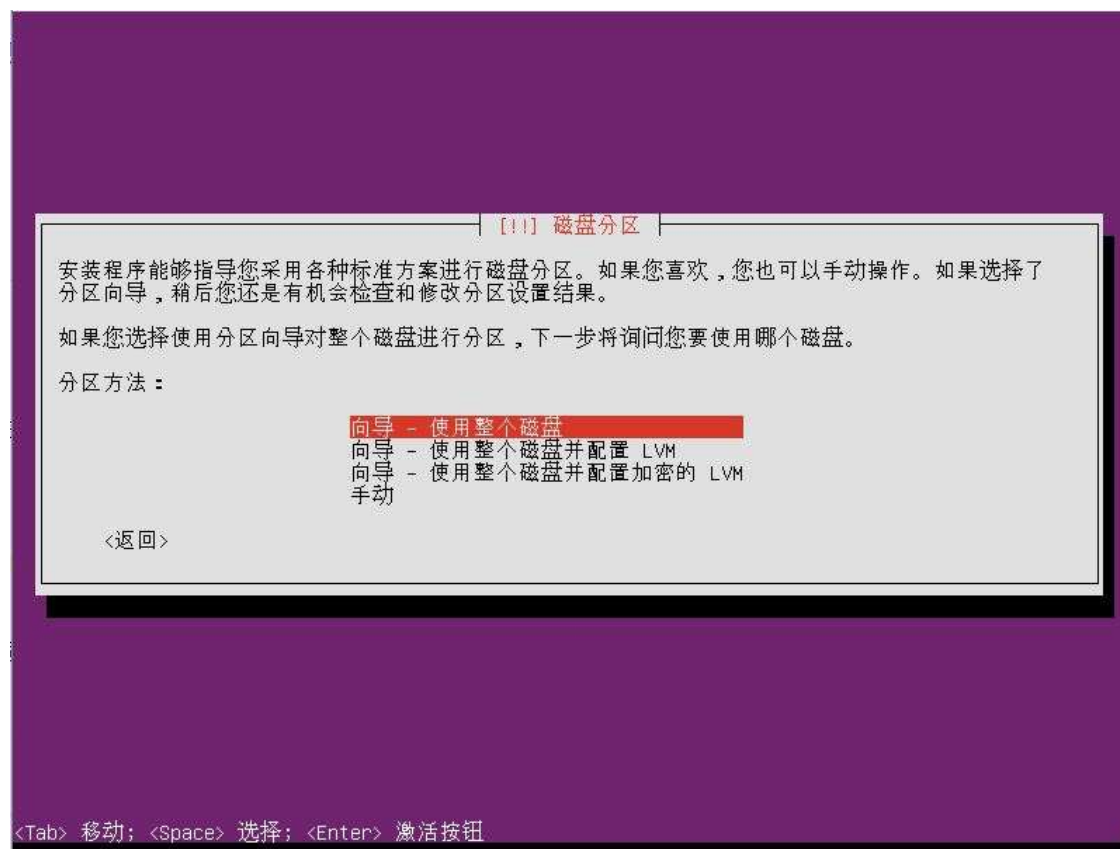 [!!] 磁盘分区
安装程序能够指导您采用各种标准方案进行磁盘分区。如果您喜欢,您也可以手动操作。如果选择了
分区向导,稍后您还是有机会检查和修改分区设置结果。
如果您选择使用分区向导对整个磁盘进行分区,下一步将询问您要使用哪个磁盘。
分区方法:
向导 - 使用整个磁盘
向导 - 使用整个磁盘并配置 LVM
向导 - 使用整个磁盘并配置加密的 LVM
手动
<返回>
<Tab> 移动; <Space> 选择; <Enter> 激活按钮